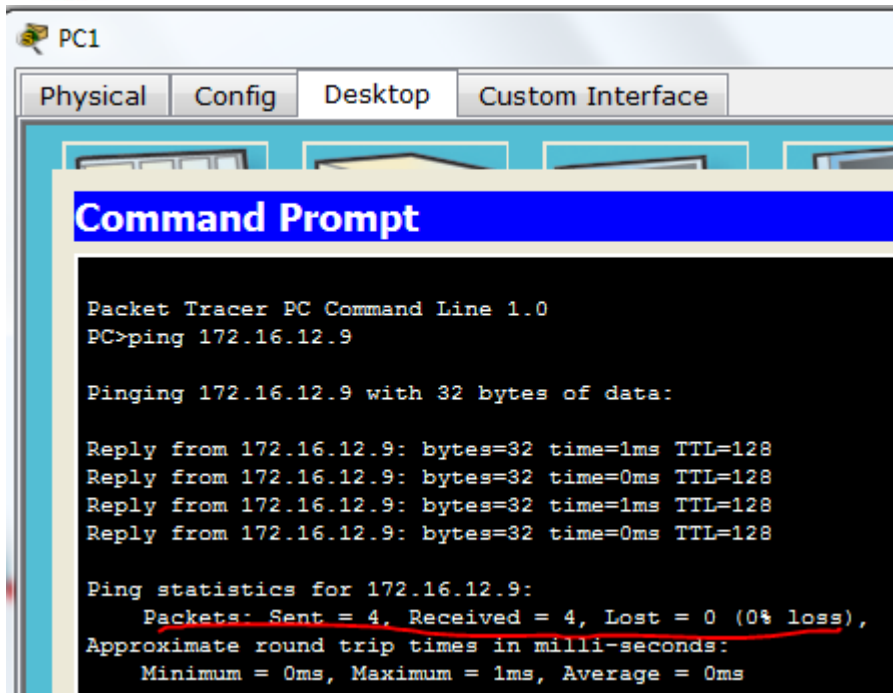 PC1
Physical Config Desktop Custom Interface
Command Prompt
Packet Tracer PC Command Line 1.0
PC>ping 172.16.12.9
Pinging 172.16.12.9 with 32 bytes of data:
Reply from 172.16.12.9: bytes=32 time=1ms TTL=128
Reply from 172.16.12.9: bytes=32 time=0ms TTL=128
Reply from 172.16.12.9: bytes=32 time=1ms TTL=128
Reply from 172.16.12.9: bytes=32 time=0ms TTL=128
Ping statistics for 172.16.12.9:
Packets: Sent = 4, Received = 4, Lost = 0 (0% loss),
Approximate round trip times in milli-seconds:
Minimum = 0ms, Maximum = 1ms, Average = 0ms